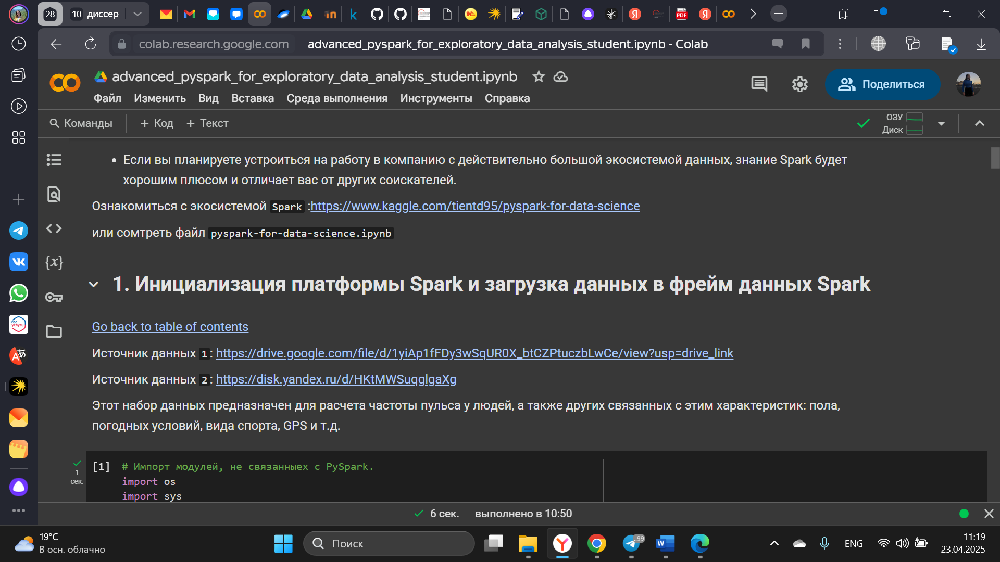 28
10 диссер
colab.research.google.com advanced_pyspark_for_exploratory_data_analysis_student.ipynb - Colab
advanced_pyspark_for_exploratory_data_analysis_student.ipynb
Поделиться
Файл Изменить Вид Вставка Среда выполнения Инструменты Справка
Команды + Код + Текст
ОЗУ
Диск
• Если вы планируете устроиться на работу в компанию с действительно большой экосистемой данных, знание Spark будет
хорошим плюсом и отличает вас от других соискателей.
Ознакомиться с экосистемой Spark :https://www.kaggle.com/tientd95/pyspark-for-data-science
или сомтреть файл pyspark-for-data-science.ipynb
1. Инициализация платформы Spark и загрузка данных в фрейм данных Spark
Go back to table of contents
Источник данных 1: https://drive.google.com/file/d/1yiAp1fFDy3wSqUR0X_btCZPtuczbLwCe/view?usp=drive_link
Источник данных 2: https://disk.yandex.ru/d/HKtMWSuqglgaXg
Этот набор данных предназначен для расчета частоты пульса у людей, а также других связанных с этим характеристик: пола,
погодных условий, вида спорта, GPS и т.д.
1
сек.
[1] # Импорт модулей, не связанныех с PySpark.
import os
import sys
6 сек. выполнено в 10:50
19°C
В осн. облачно
Поиск
..99
ENG
11:19
23.04.2025